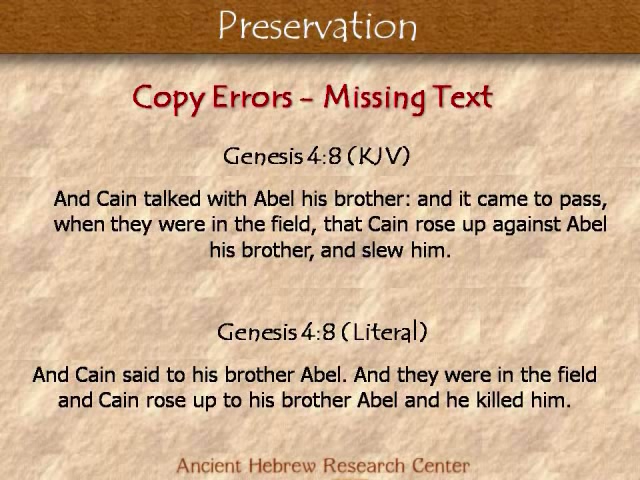 Preservation
Copy Errors - Missing Text
Genesis 4:8 (KJV)
And Cain talked with Abel his brother: and it came to pass,
when they were in the field, that Cain rose up against Abel
his brother, and slew him.
Genesis 4:8 (Literal)
And Cain said to his brother Abel. And they were in the field
and Cain rose up to his brother Abel and he killed him.
Ancient Hebrew Research Center